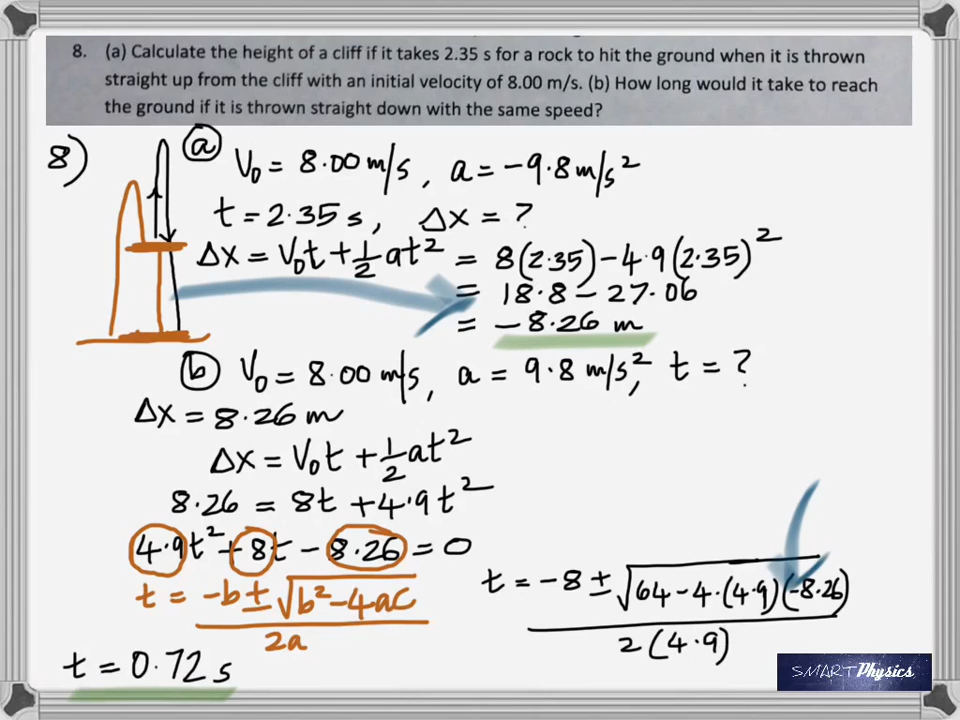 8. (a) Calculate the height of a cliff if it takes 2.35 s for a rock to hit the ground when it is thrown
straight up from the cliff with an initial velocity of 8.00 m/s. (b) How long would it take to reach
the ground if it is thrown straight down with the same speed?
8)
(a) V₀ = 8.00 m/s, a = -9.8 m/s²
t = 2.35 s, Δx = ?
Δx = V₀t + ½at² = 8(2.35) - 4.9(2.35)²
= 18.8 - 27.06
= -8.26 m
(b) V₀ = 8.00 m/s, a = 9.8 m/s², t = ?
Δx = 8.26 m
Δx = V₀t + ½at²
8.26 = 8t + 4.9t²
4.9t² + 8t - 8.26 = 0
t = (-b ± √(b² - 4ac)) / 2a
t = (-8 ± √(64 - 4.(4.9)(-8.26))) / 2(4.9)
t = 0.72 s
SMART Physics